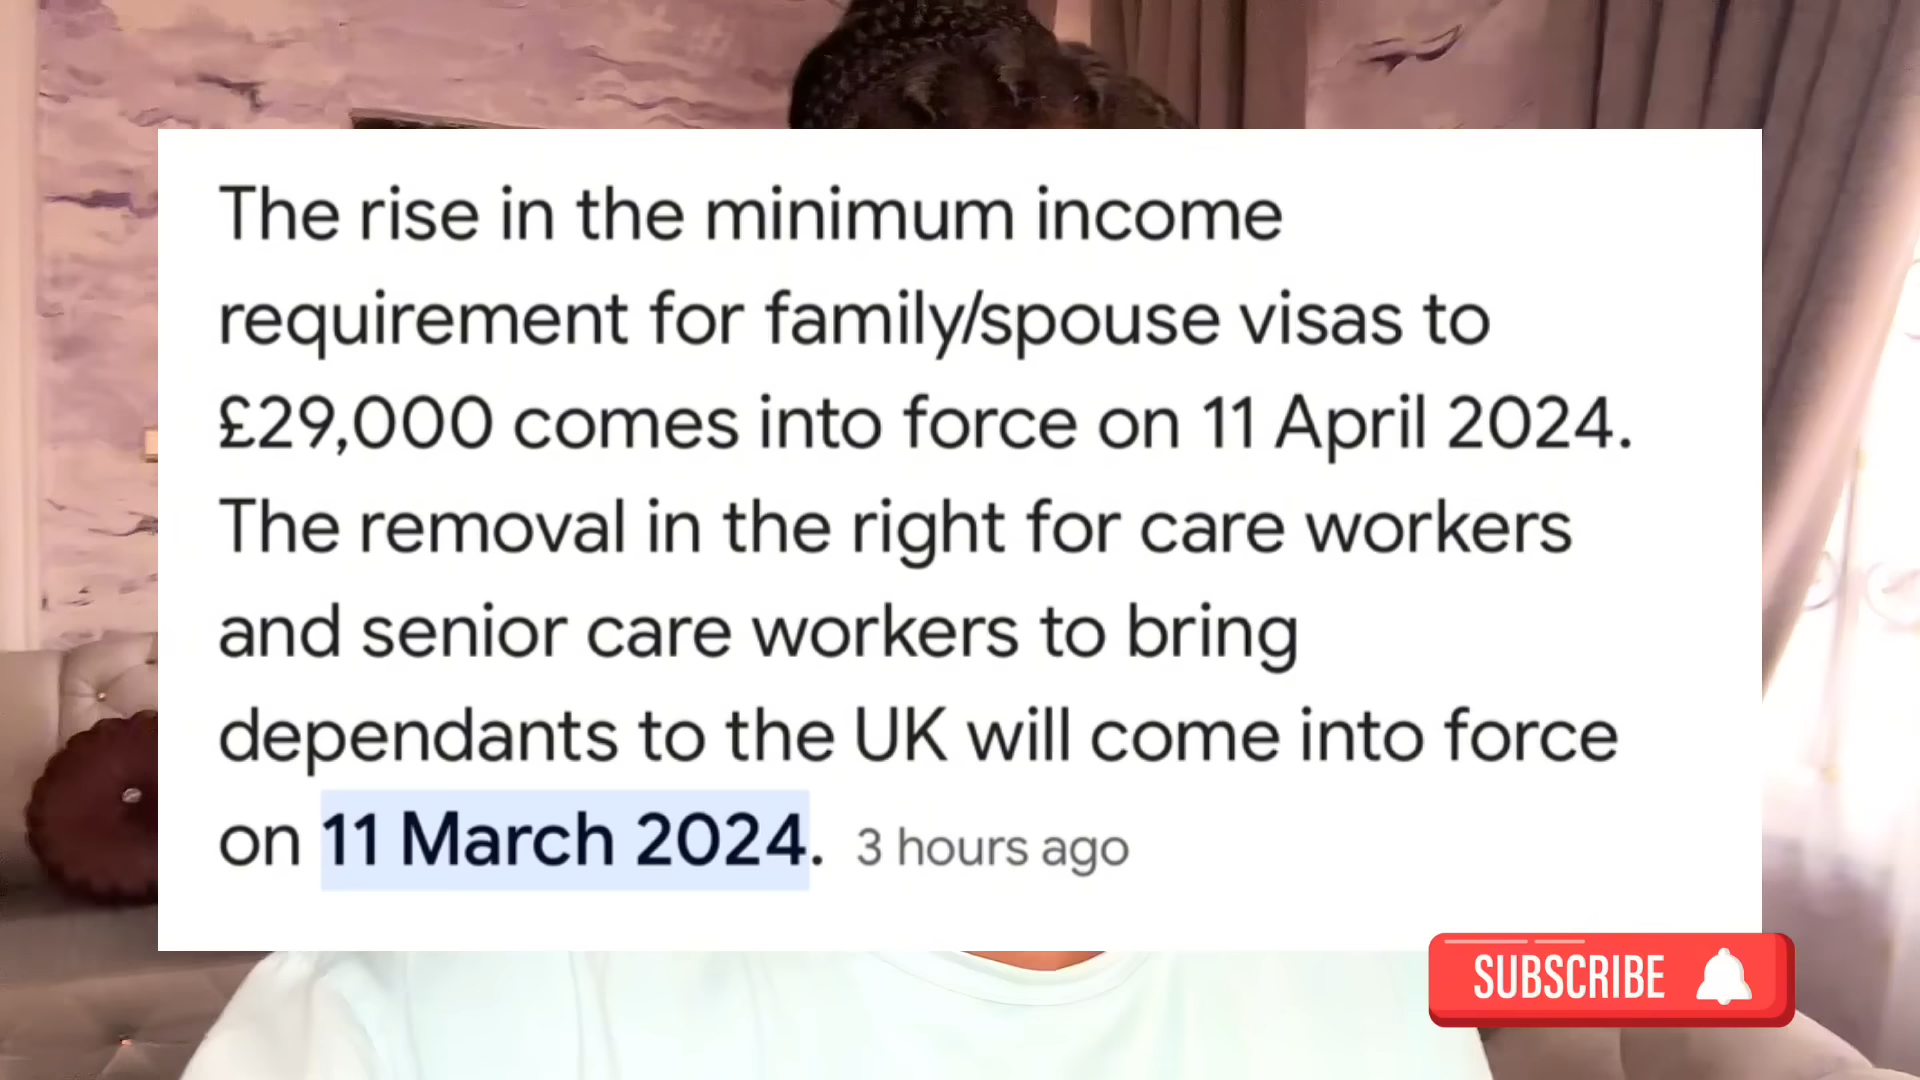 The rise in the minimum income
requirement for family/spouse visas to
£29,000 comes into force on 11 April 2024.
The removal in the right for care workers
and senior care workers to bring
dependants to the UK will come into force
on 11 March 2024. 3 hours ago
SUBSCRIBE